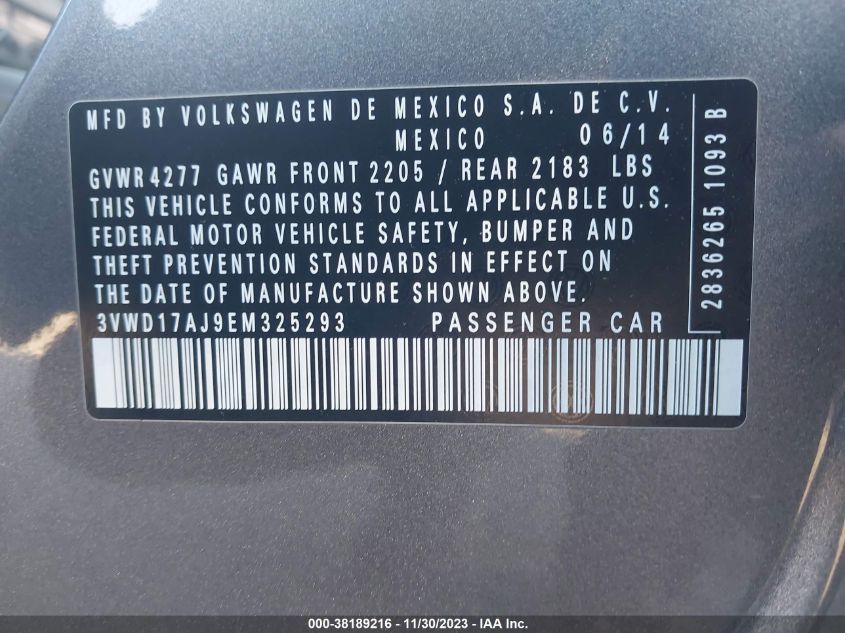 MFD BY VOLKSWAGEN DE MEXICO S.A. DE C.V.
MEXICO 06/14
GVWR 4277 GAWR FRONT 2205 / REAR 2183 LBS
THIS VEHICLE CONFORMS TO ALL APPLICABLE U.S.
FEDERAL MOTOR VEHICLE SAFETY, BUMPER AND
THEFT PREVENTION STANDARDS IN EFFECT ON
THE DATE OF MANUFACTURE SHOWN ABOVE.
3VWD17AJ9EM325293 PASSENGER CAR
2836265 1093 B
000-38189216 - 11/30/2023 - IAA Inc.